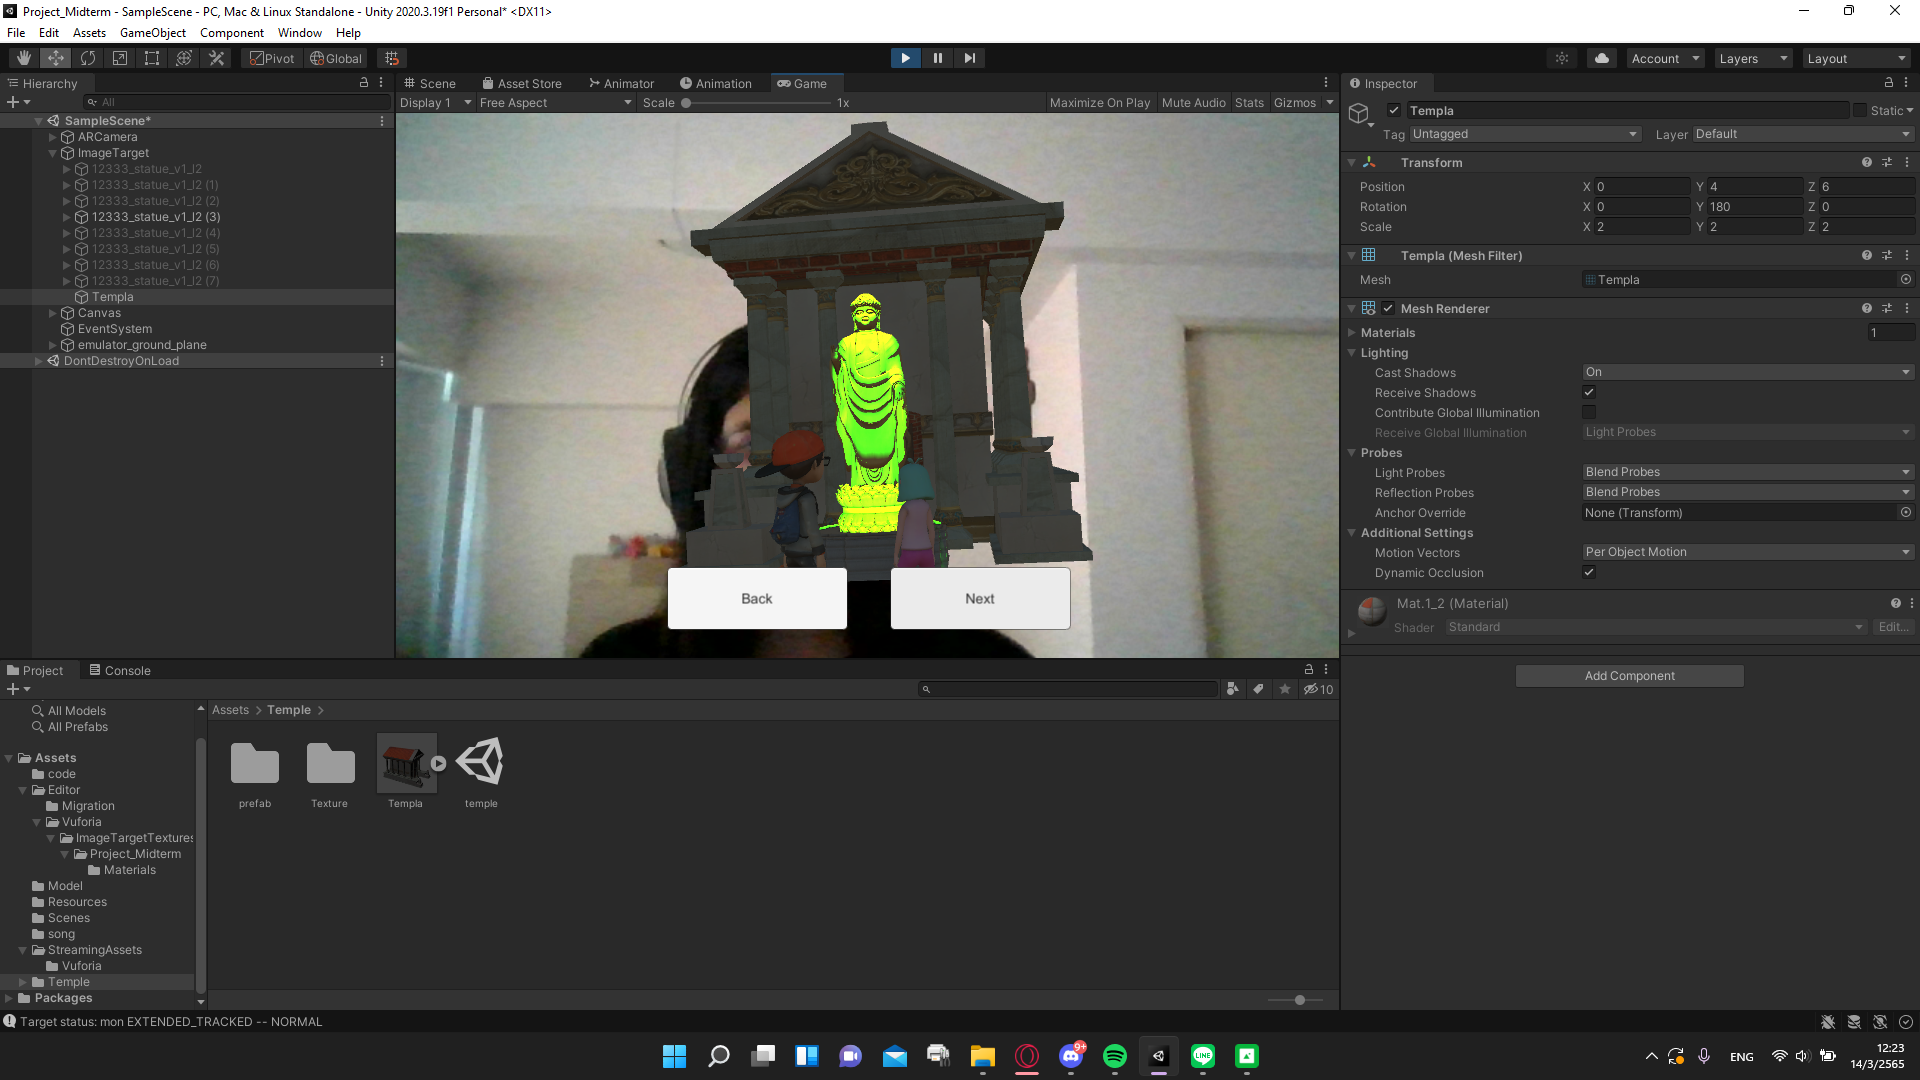 Project_Midterm - SampleScene - PC, Mac & Linux Standalone - Unity 2020.3.19f1 Personal* <DX11>
File Edit Assets GameObject Component Window Help
Pivot Global Account Layers Layout
Hierarchy
All
SampleScene*
ARCamera
ImageTarget
12333_statue_v1_l2
12333_statue_v1_l2 (1)
12333_statue_v1_l2 (2)
12333_statue_v1_l2 (3)
12333_statue_v1_l2 (4)
12333_statue_v1_l2 (5)
12333_statue_v1_l2 (6)
12333_statue_v1_l2 (7)
Templa
Canvas
EventSystem
emulator_ground_plane
DontDestroyOnLoad
Scene Asset Store Animator Animation Game
Display 1 Free Aspect Scale 1x Maximize On Play Mute Audio Stats Gizmos
Back
Next
Inspector
Templa Static
Tag Untagged Layer Default
Transform
Position X 0 Y 4 Z 6
Rotation X 0 Y 180 Z 0
Scale X 2 Y 2 Z 2
Templa (Mesh Filter)
Mesh Templa
Mesh Renderer
Materials 1
Lighting
Cast Shadows On
Receive Shadows
Contribute Global Illumination
Receive Global Illumination Light Probes
Probes
Light Probes Blend Probes
Reflection Probes Blend Probes
Anchor Override None (Transform)
Additional Settings
Motion Vectors Per Object Motion
Dynamic Occlusion
Mat.1_2 (Material)
Shader Standard Edit...
Add Component
Project Console
10
All Models
All Prefabs
Assets
code
Editor
Migration
Vuforia
ImageTargetTextures
Project_Midterm
Materials
Model
Resources
Scenes
song
StreamingAssets
Vuforia
Temple
Packages
Assets > Temple >
prefab Texture Templa temple
Target status: mon EXTENDED_TRACKED -- NORMAL
9+
LINE
ENG
12:23
14/3/2565